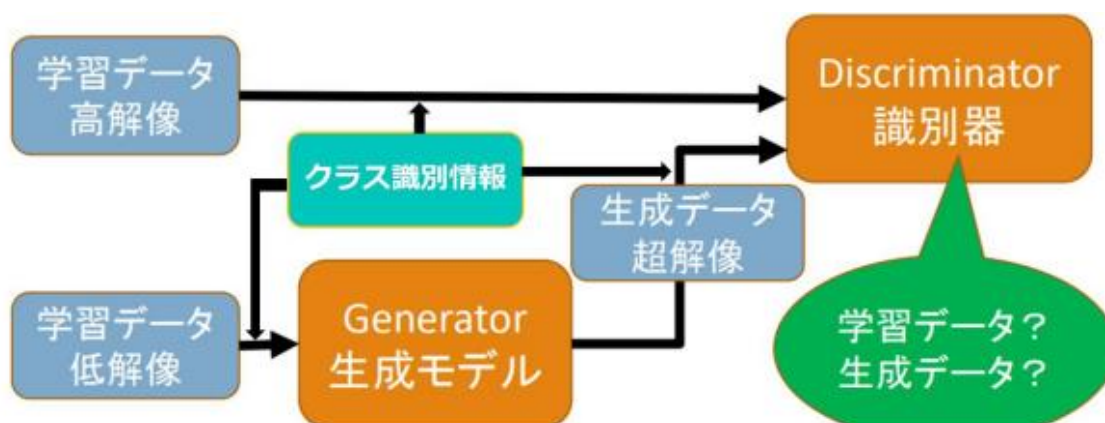 学習データ
高解像
Discriminator
識別器
クラス識別情報
生成データ
超解像
学習データ
低解像
Generator
生成モデル
学習データ？
生成データ？